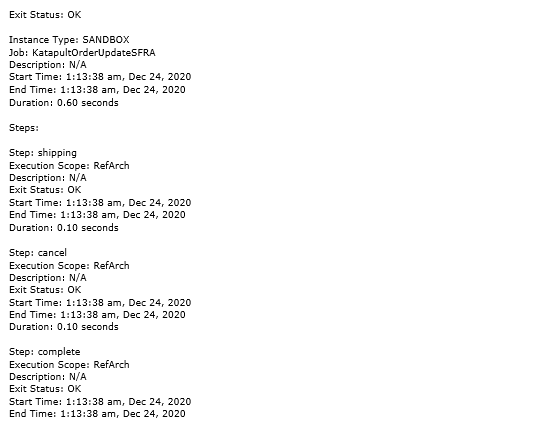 Exit Status: OK
Instance Type: SANDBOX
Job: KatapultOrderUpdateSFRA
Description: N/A
Start Time: 1:13:38 am, Dec 24, 2020
End Time: 1:13:38 am, Dec 24, 2020
Duration: 0.60 seconds
Steps:
Step: shipping
Execution Scope: RefArch
Description: N/A
Exit Status: OK
Start Time: 1:13:38 am, Dec 24, 2020
End Time: 1:13:38 am, Dec 24, 2020
Duration: 0.10 seconds
Step: cancel
Execution Scope: RefArch
Description: N/A
Exit Status: OK
Start Time: 1:13:38 am, Dec 24, 2020
End Time: 1:13:38 am, Dec 24, 2020
Duration: 0.10 seconds
Step: complete
Execution Scope: RefArch
Description: N/A
Exit Status: OK
Start Time: 1:13:38 am, Dec 24, 2020
End Time: 1:13:38 am, Dec 24, 2020